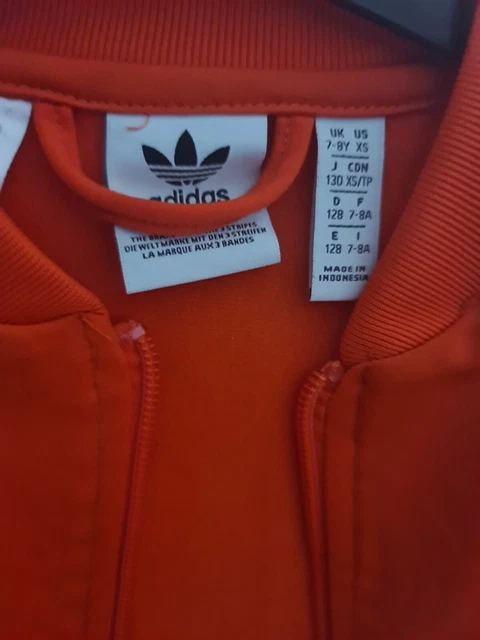 adidas
THE BRAND WITH THE 3 STRIPES
DIE WELTMARKE MIT DEN 3 STREIFEN
LA MARQUE AUX 3 BANDES
UK US
7-8Y XS
J CDN
130 XS/TP
D F
128 7-8A
E I
128 7-8A
MADE IN
INDONESIA